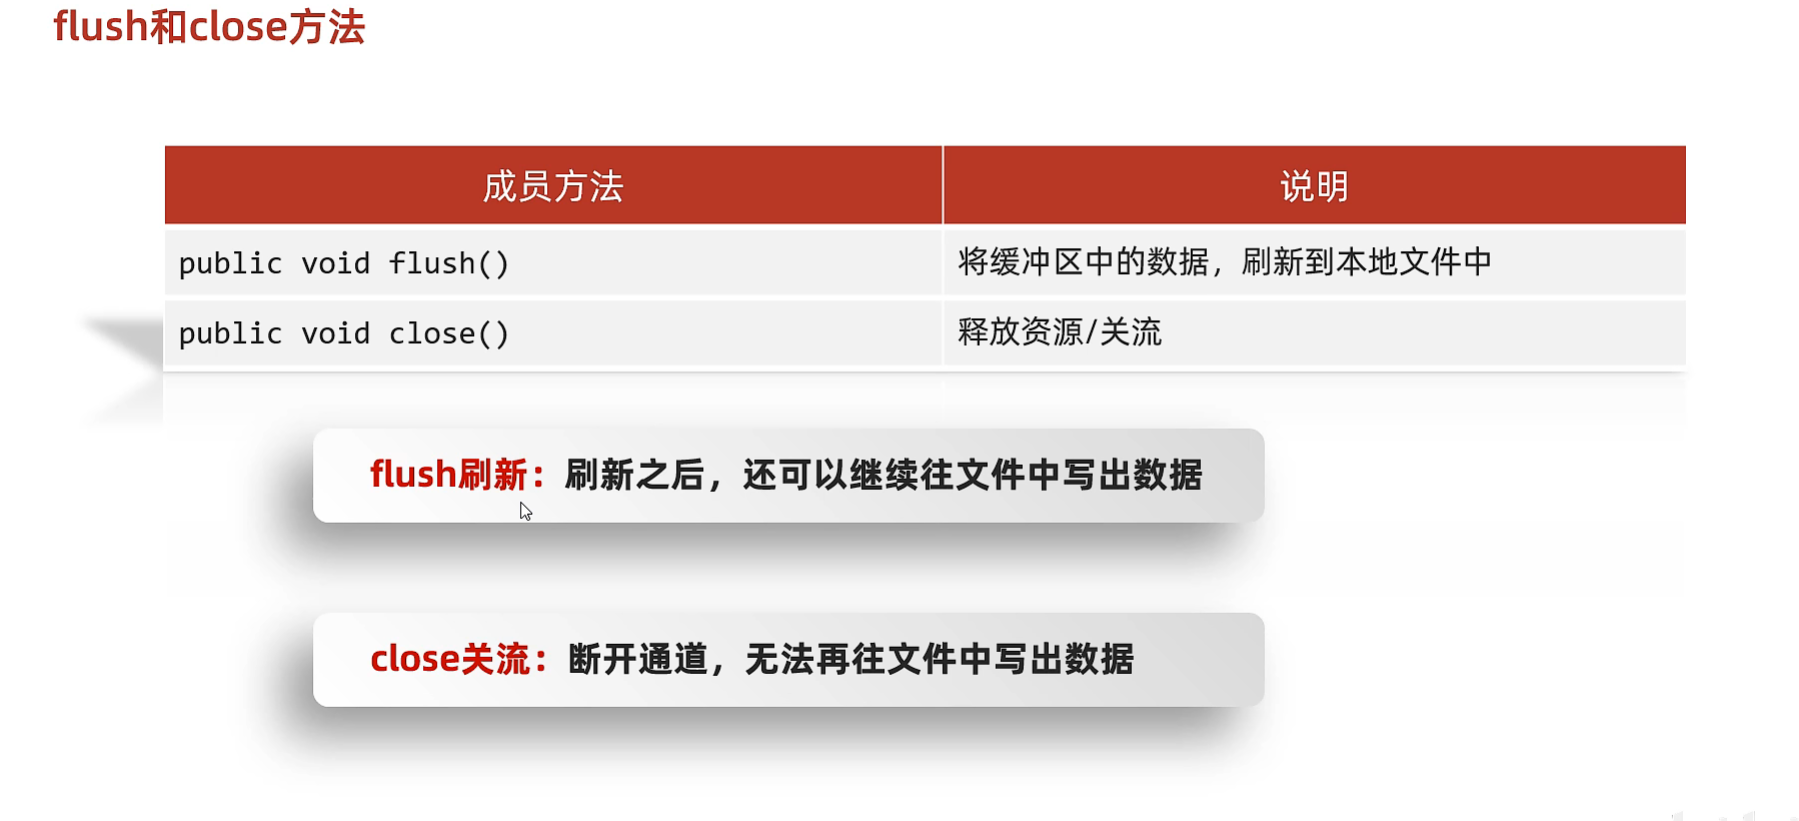 flush和close方法
成员方法 说明
public void flush() 将缓冲区中的数据，刷新到本地文件中
public void close() 释放资源/关流
flush刷新：刷新之后，还可以继续往文件中写出数据
close关流：断开通道，无法再往文件中写出数据